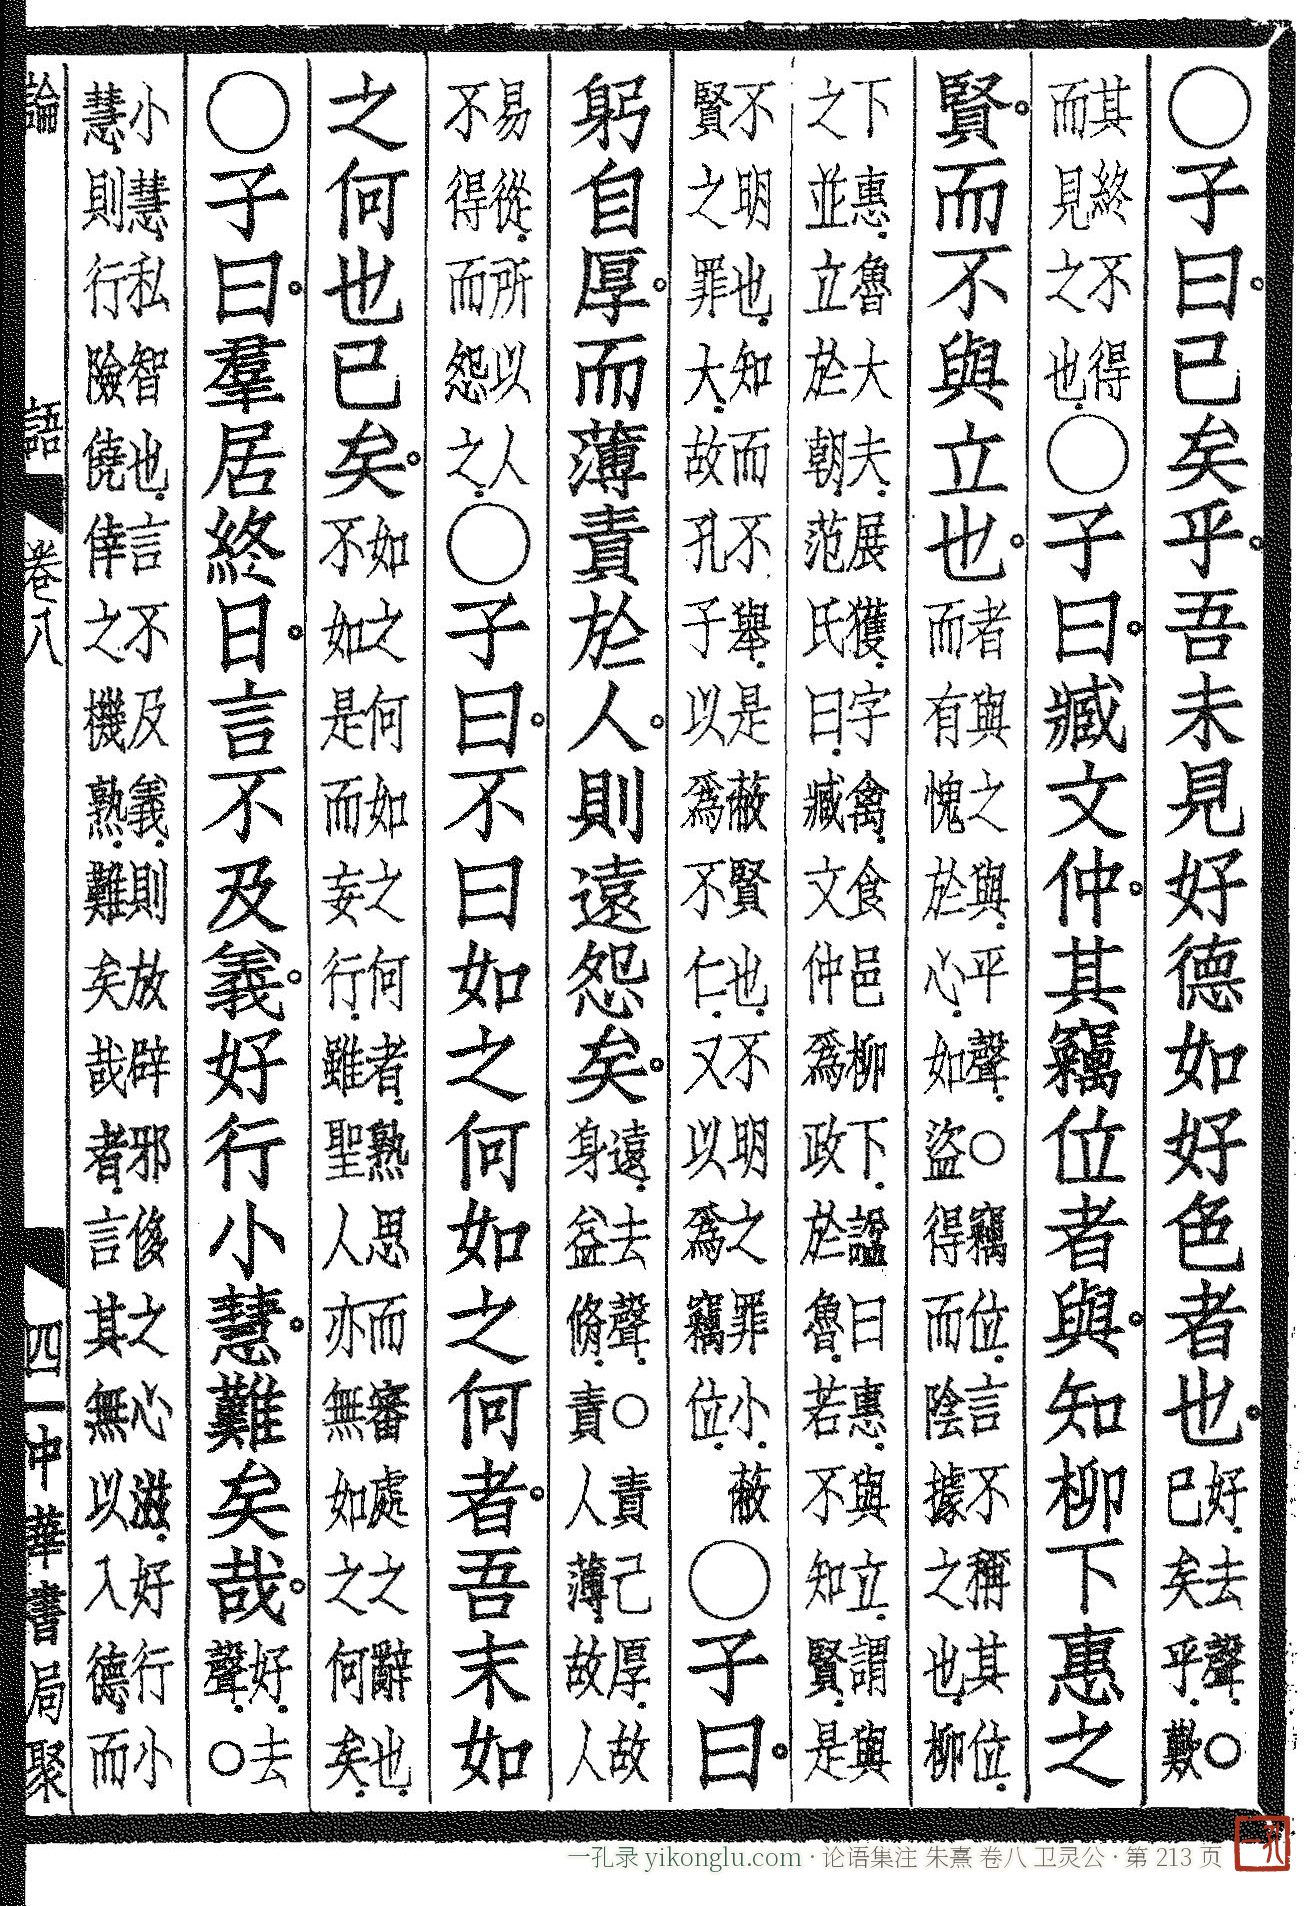 ○子曰。已矣乎。吾未見好德如好色者也。好.去聲.○已矣乎.歎
其終不得而見之也.○子曰。臧文仲。其竊位者與。知柳下惠之
賢。而不與立也。者與之與.平聲.○竊位.言不稱其位.而有愧於心.如盜得而陰據之也.柳
下惠.魯大夫.展獲.字禽.食邑柳下.諡曰惠.與立.謂與之並立於朝.范氏曰.臧文仲爲政於魯.若不知賢.是
不明也.知而不舉.是蔽賢也.不明之罪小.蔽賢之罪大.故孔子以爲不仁.又以爲竊位.○子曰。
躬自厚。而薄責於人。則遠怨矣。遠.去聲.○責己厚.故身益脩.責人薄.故人
易從.所以人不得而怨之.○子曰。不曰如之何如之何者。吾末如
之何也已矣。如之何如之何者.熟思而審處之辭也.不如是而妄行.雖聖人亦無如之何矣.
○子曰。羣居終日。言不及義。好行小慧。難矣哉。好.去聲.○
小慧.私智也.言不及義.則放辟邪侈之心滋.好行小慧.則行險僥倖之機熟.難矣哉者.言其無以入德.而
論語 卷八 四一中華書局聚
一孔录 yikonglu.com · 论语集注 朱熹 卷八 卫灵公 · 第 213 页
一孔